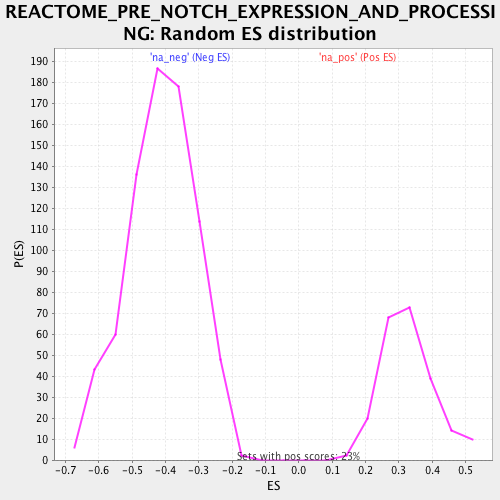 REACTOME_PRE_NOTCH_EXPRESSION_AND_PROCESSI
NG: Random ES distribution
'na_neg' (Neg ES) 'na_pos' (Pos ES)
190
180
170
160
150
140
130
120
110
100
90
80
70
60
50
40
30
20
10
0
P(ES)
Sets with pos scores: 23%
-0.7 -0.6 -0.5 -0.4 -0.3 -0.2 -0.1 0.0 0.1 0.2 0.3 0.4 0.5
ES